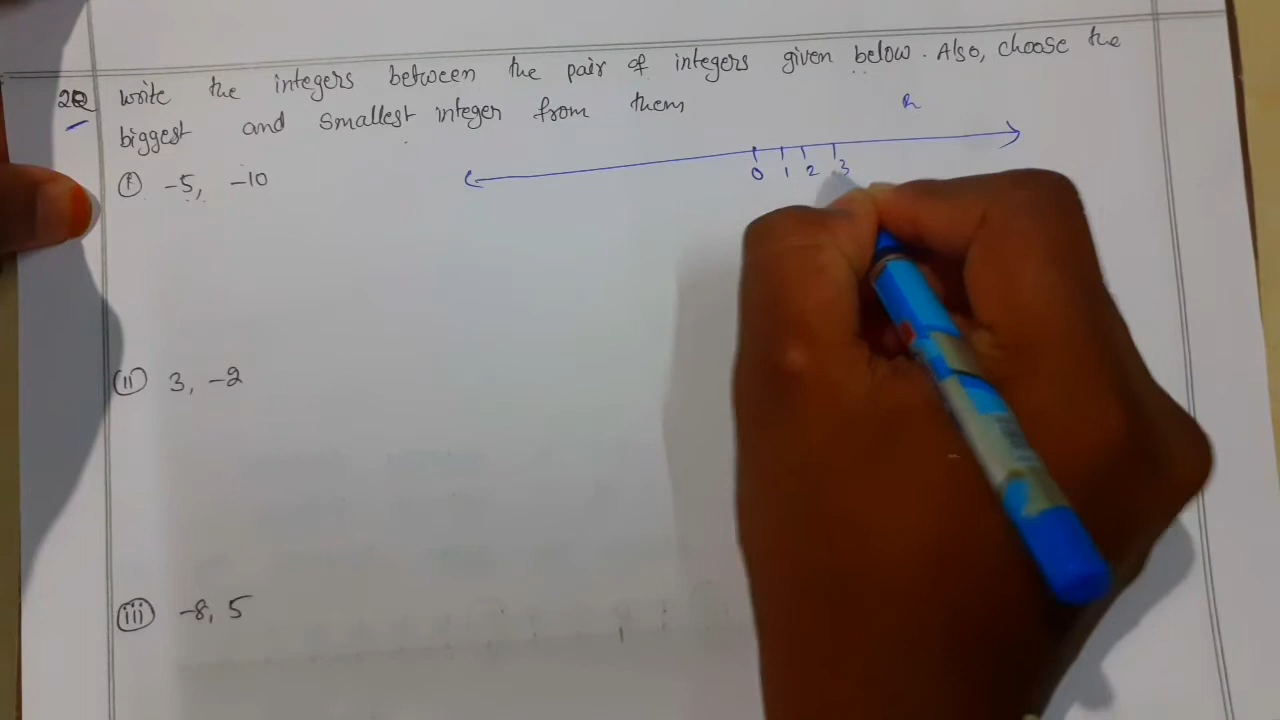 2Q write the integers between the pair of integers given below. Also, choose the
biggest and smallest integer from them
(i) -5, -10
0 1 2 3
(ii) 3, -2
(iii) -8, 5